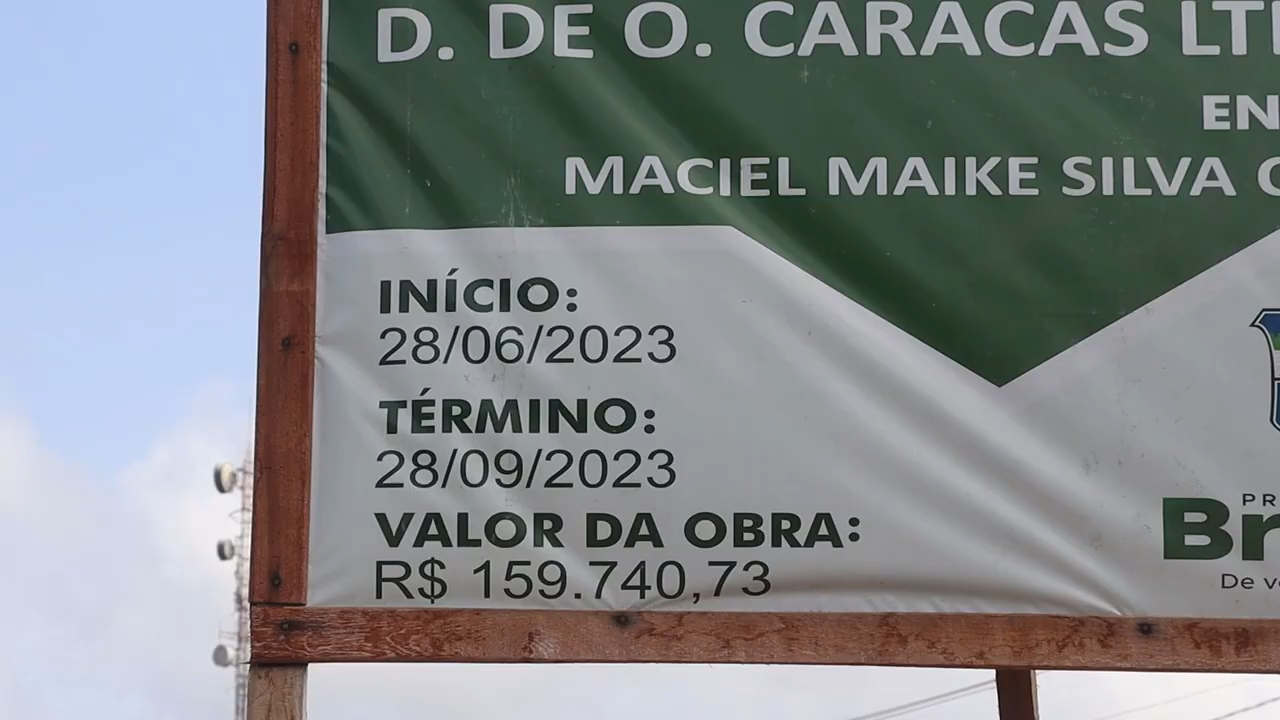 D. DE O. CARACAS
MACIEL MAIKE SILVA
INÍCIO:
28/06/2023
TÉRMINO:
28/09/2023
VALOR DA OBRA:
R$ 159.740,73
De